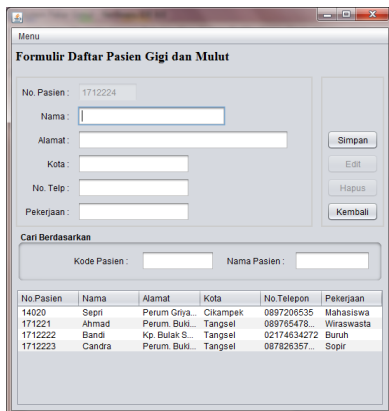 Menu
Formulir Daftar Pasien Gigi dan Mulut
No. Pasien : 1712224
Nama :
Alamat : Simpan
Kota : Edit
No. Telp : Hapus
Pekerjaan : Kembali
Cari Berdasarkan
Kode Pasien : Nama Pasien :
No.Pasien Nama Alamat Kota No.Telepon Pekerjaan
14020 Sepri Perum Griya... Cikampek 0897206535 Mahasiswa
171221 Ahmad Perum. Buki... Tangsel 089765478... Wiraswasta
1712222 Bandi Kp. Bulak S... Tangsel 02174634272 Buruh
1712223 Candra Perum. Buki... Tangsel 087826357... Sopir